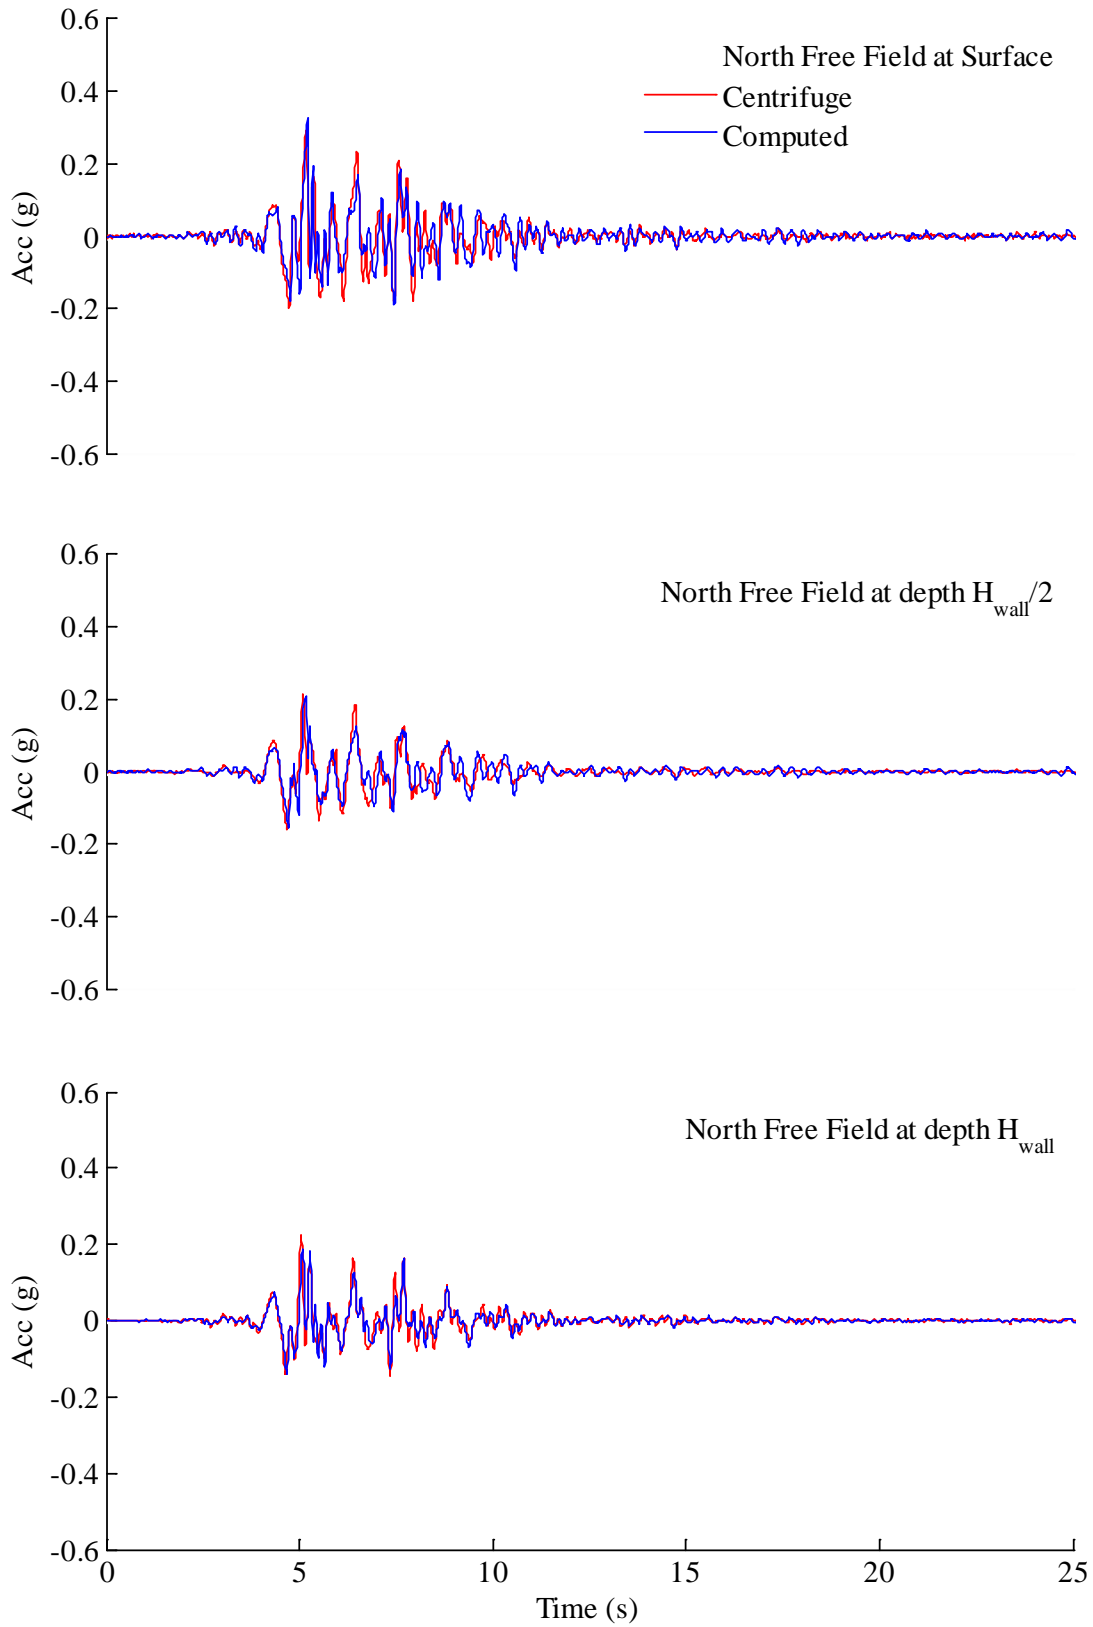 0.6
North Free Field at Surface
0.4
Centrifuge
Computed
0.2
Acc (g)
0
-0.2
-0.4
-0.6
0.6
North Free Field at depth H_wall/2
0.4
0.2
Acc (g)
0
-0.2
-0.4
-0.6
0.6
North Free Field at depth H_wall
0.4
0.2
Acc (g)
0
-0.2
-0.4
-0.6
0 5 10 15 20 25
Time (s)